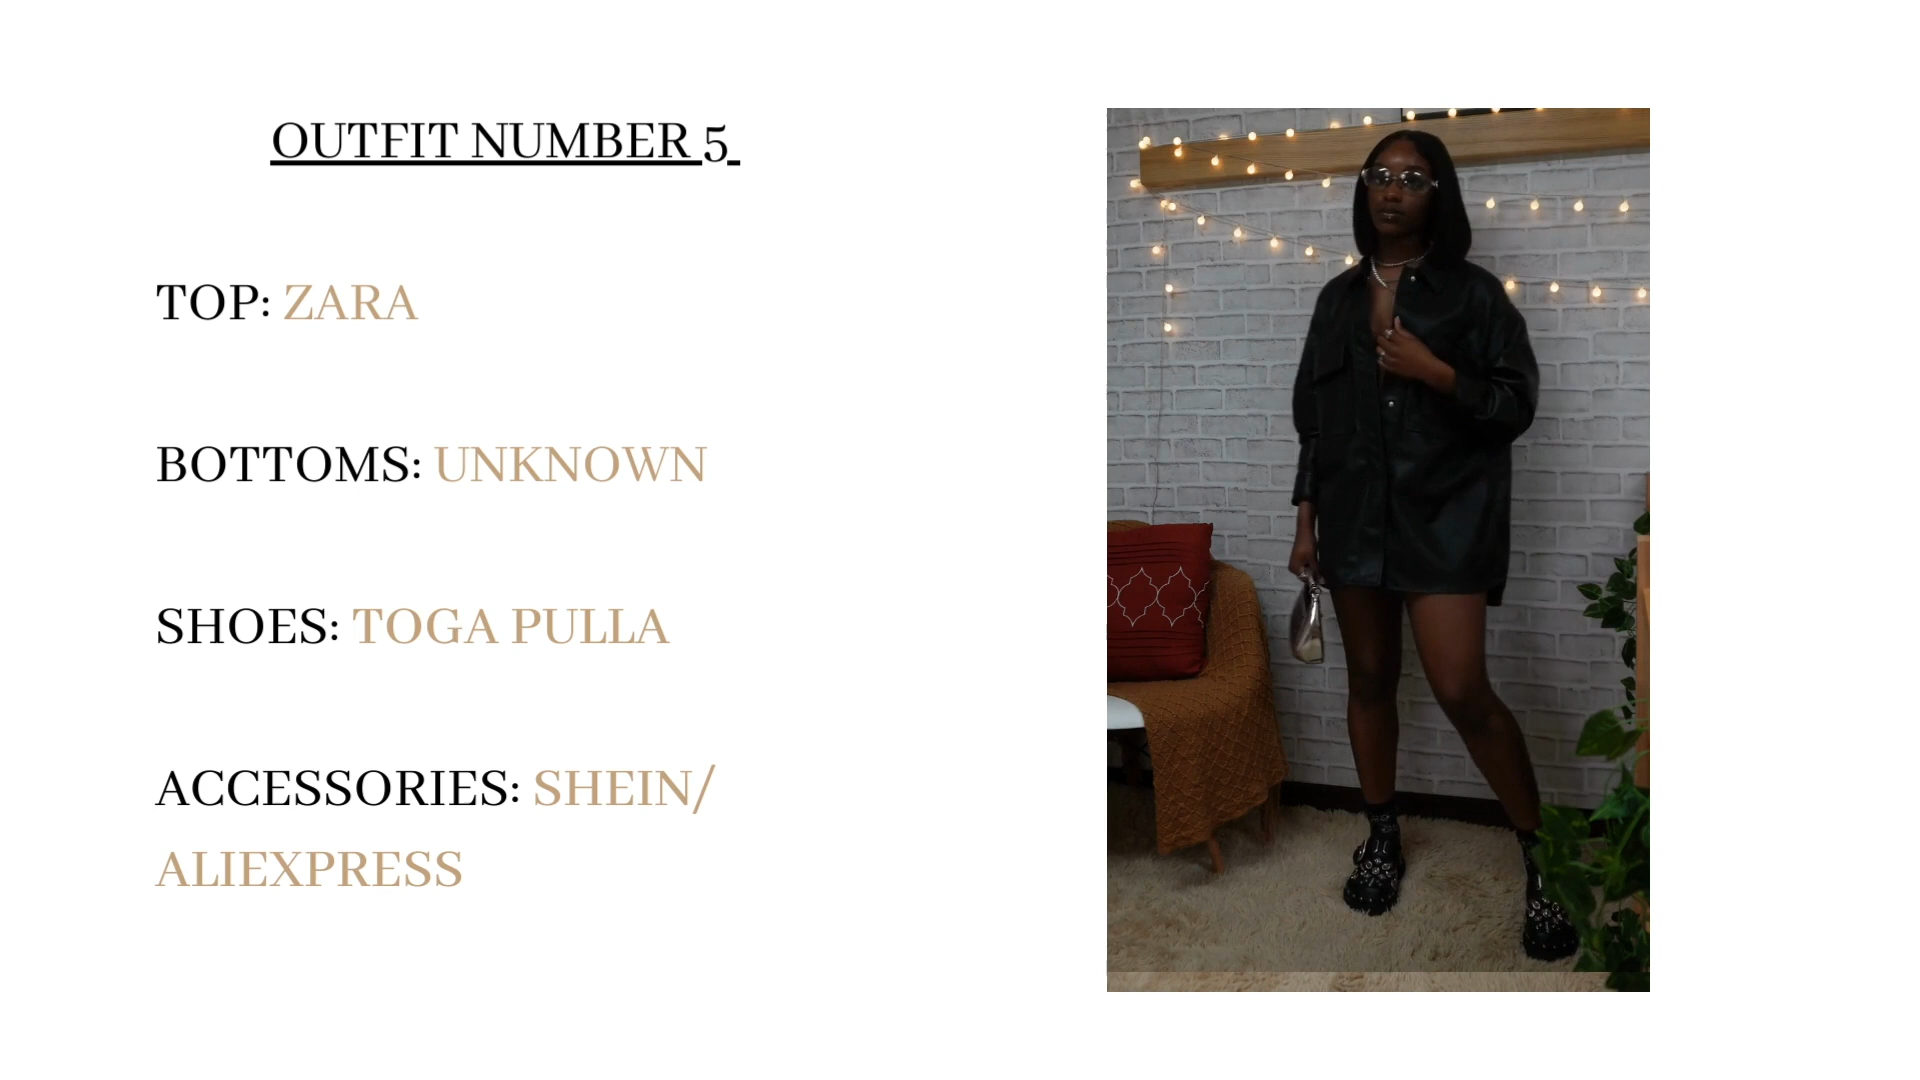 OUTFIT NUMBER 5
TOP: ZARA
BOTTOMS: UNKNOWN
SHOES: TOGA PULLA
ACCESSORIES: SHEIN/
ALIEXPRESS